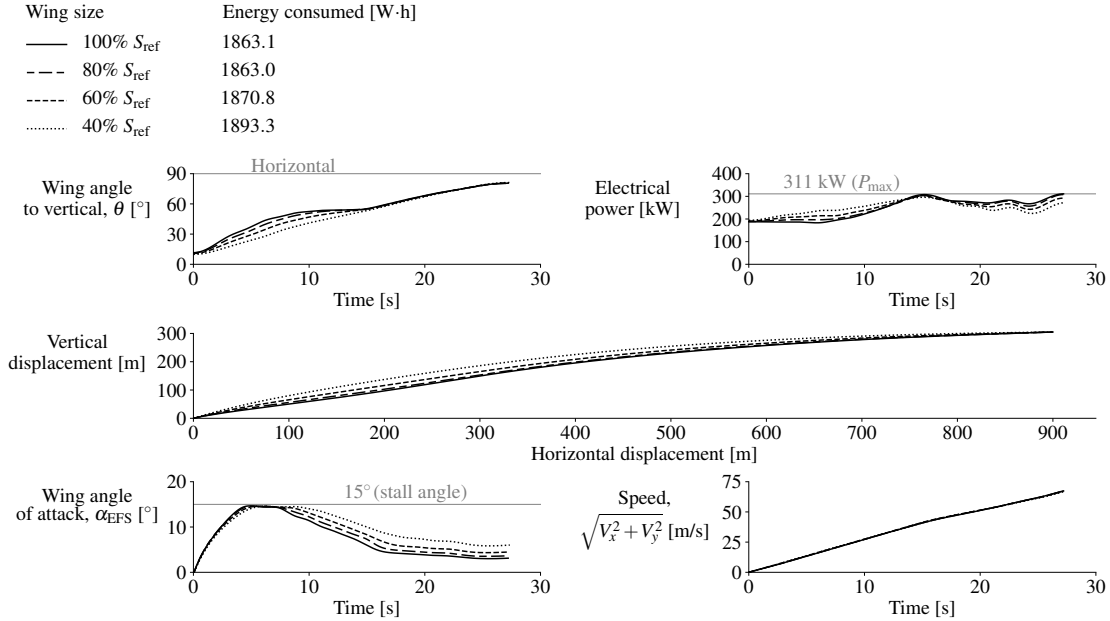 Wing size Energy consumed [W·h]
100% S_ref 1863.1
80% S_ref 1863.0
60% S_ref 1870.8
40% S_ref 1893.3
Wing angle
to vertical, θ [°]
Horizontal
90
60
30
0
0 10 20 30
Time [s]
Electrical
power [kW]
311 kW (P_max)
400
300
200
100
0
0 10 20 30
Time [s]
Vertical
displacement [m]
300
200
100
0
0 100 200 300 400 500 600 700 800 900
Horizontal displacement [m]
Wing angle
of attack, α_EFS [°]
15° (stall angle)
20
10
0
0 10 20 30
Time [s]
Speed,
√(V_x^2 + V_y^2) [m/s]
75
50
25
0
0 10 20 30
Time [s]